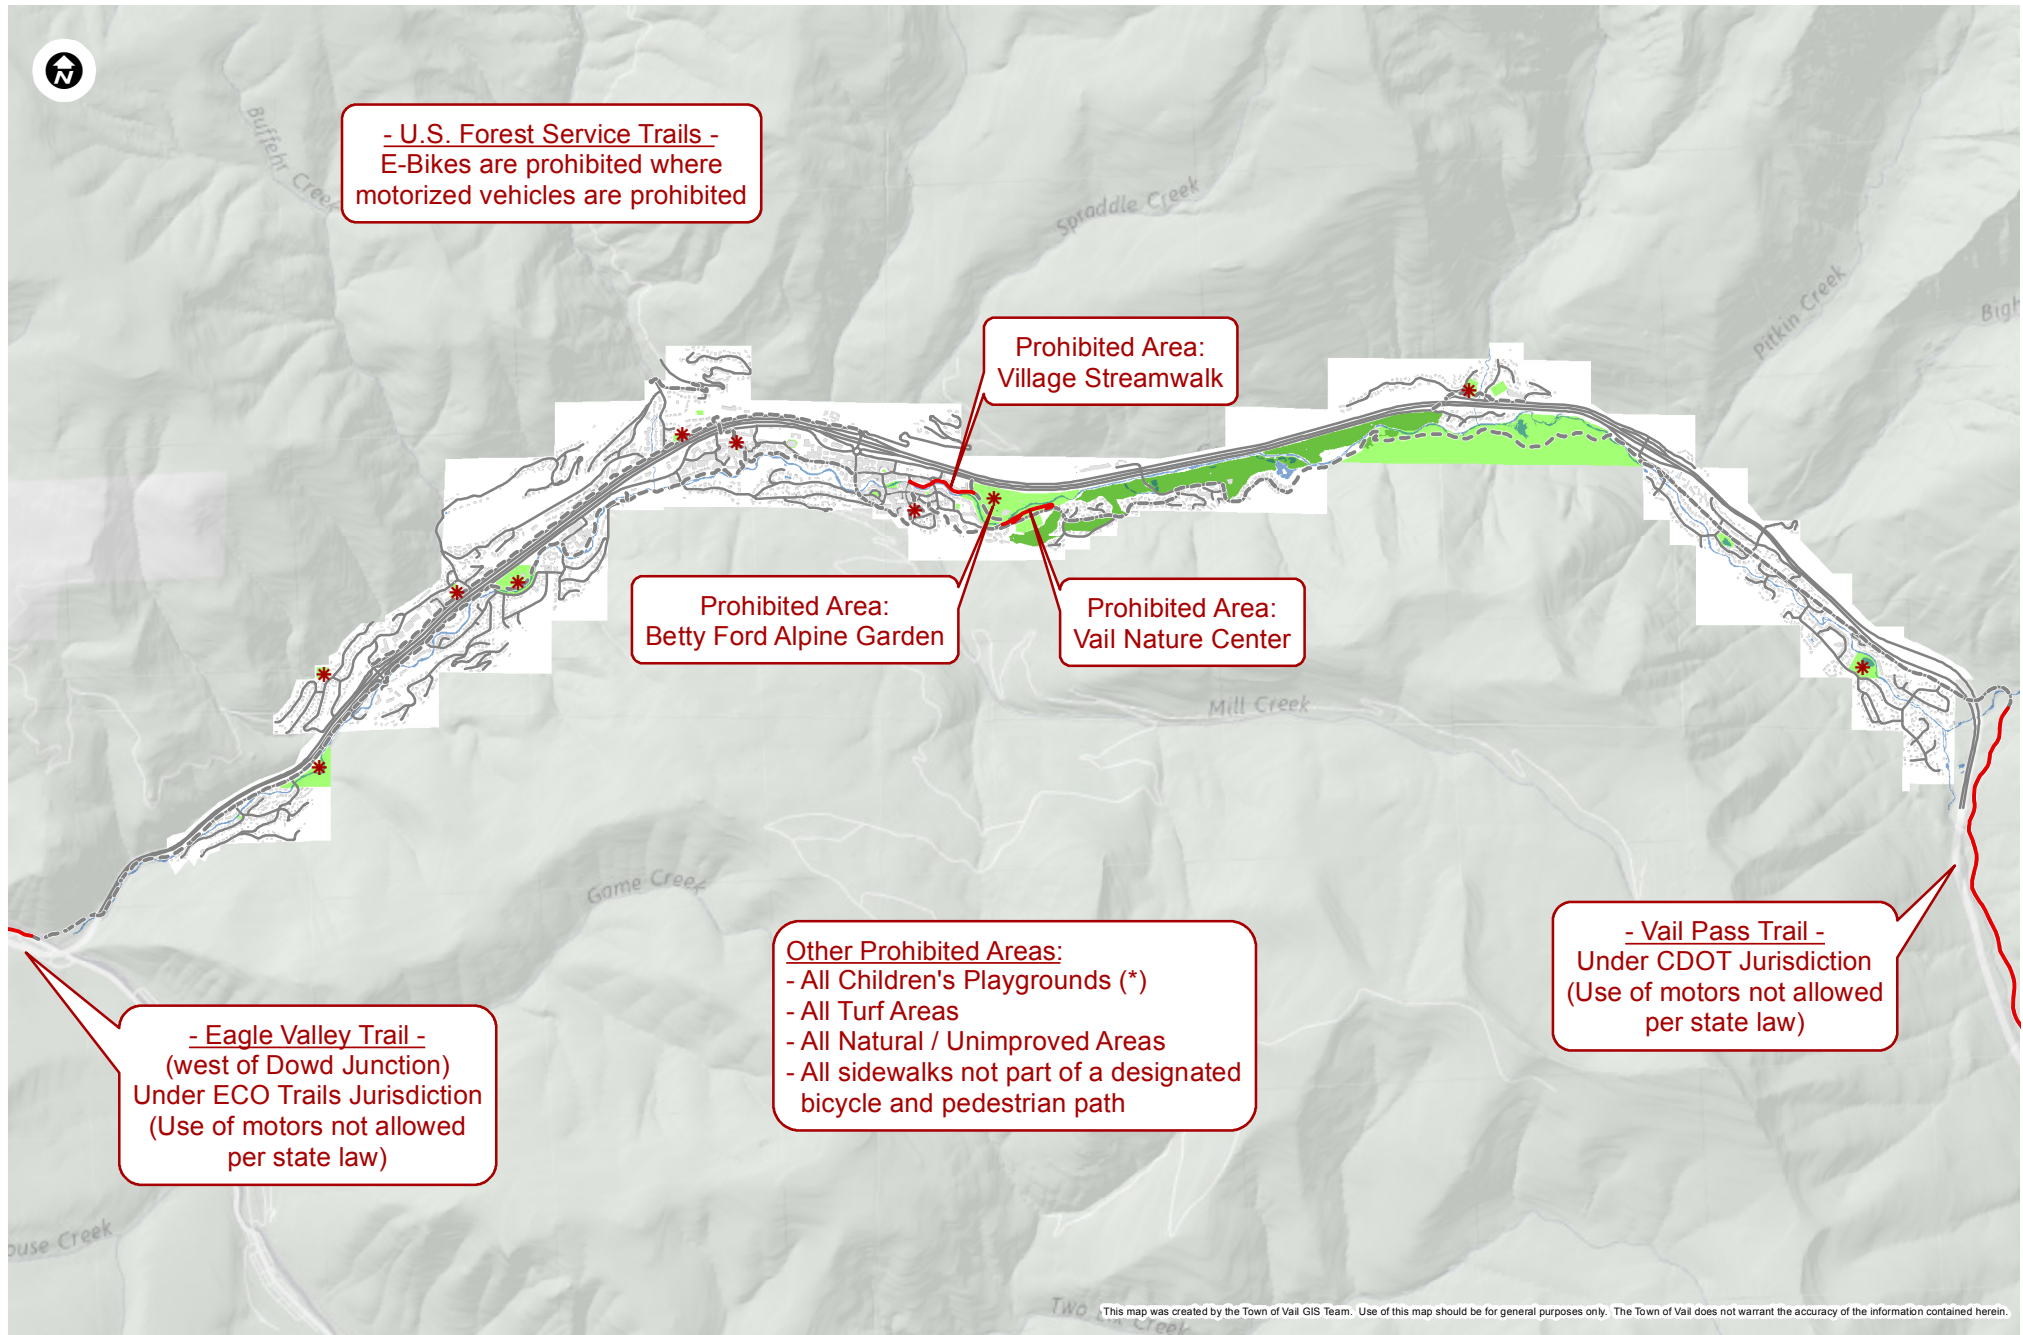 N
Buffehr Creek
- U.S. Forest Service Trails -
E-Bikes are prohibited where
motorized vehicles are prohibited
Spraddle Creek
Pitkin Creek
Prohibited Area:
Village Streamwalk
Prohibited Area:
Betty Ford Alpine Garden
Prohibited Area:
Vail Nature Center
Mill Creek
Game Creek
Other Prohibited Areas:
- All Children's Playgrounds (*)
- All Turf Areas
- All Natural / Unimproved Areas
- All sidewalks not part of a designated
bicycle and pedestrian path
- Vail Pass Trail -
Under CDOT Jurisdiction
(Use of motors not allowed
per state law)
- Eagle Valley Trail -
(west of Dowd Junction)
Under ECO Trails Jurisdiction
(Use of motors not allowed
per state law)
ouse Creek
Two Elk Creek
This map was created by the Town of Vail GIS Team. Use of this map should be for general purposes only. The Town of Vail does not warrant the accuracy of the information contained herein.